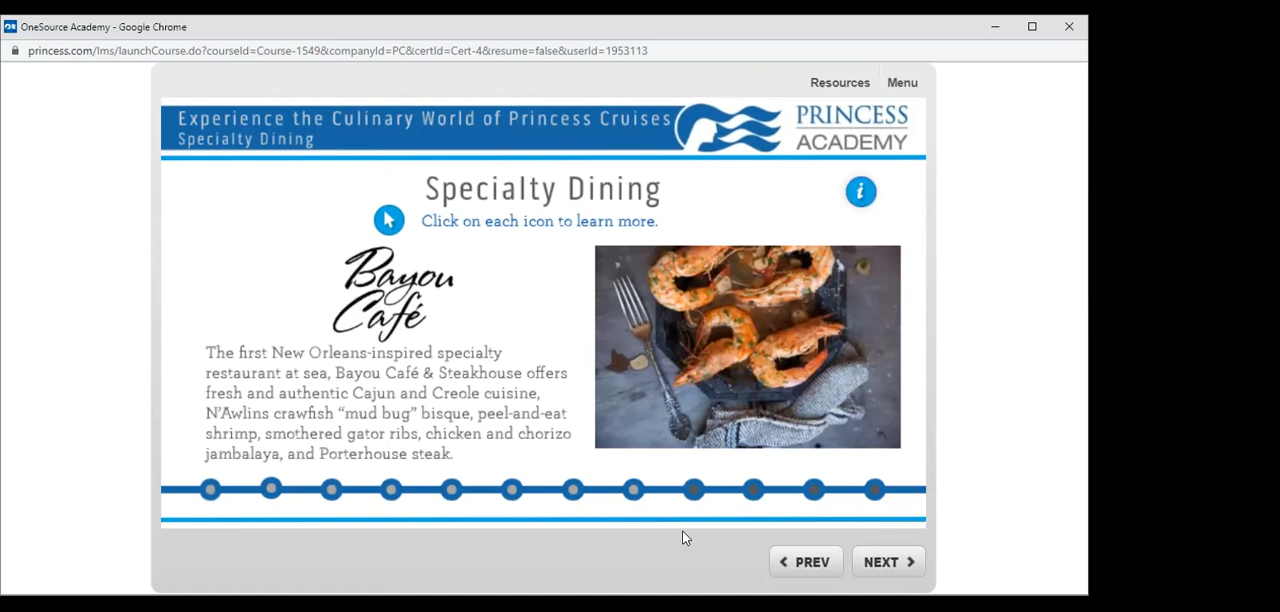 OneSource Academy - Google Chrome
princess.com/lms/launchCourse.do?courseId=Course-1549&companyId=PC&certId=Cert-4&resume=false&userId=1953113
Resources Menu
Experience the Culinary World of Princess Cruises
Specialty Dining
PRINCESS
ACADEMY
Specialty Dining
i
Click on each icon to learn more.
Bayou
Café
The first New Orleans-inspired specialty
restaurant at sea, Bayou Café & Steakhouse offers
fresh and authentic Cajun and Creole cuisine,
N'Awlins crawfish “mud bug” bisque, peel-and-eat
shrimp, smothered gator ribs, chicken and chorizo
jambalaya, and Porterhouse steak.
PREV NEXT